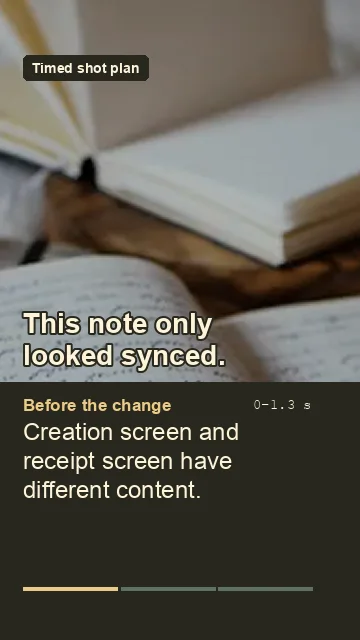 Timed shot plan
This note only
looked synced.
Before the change
0–1.3 s
Creation screen and
receipt screen have
different content.